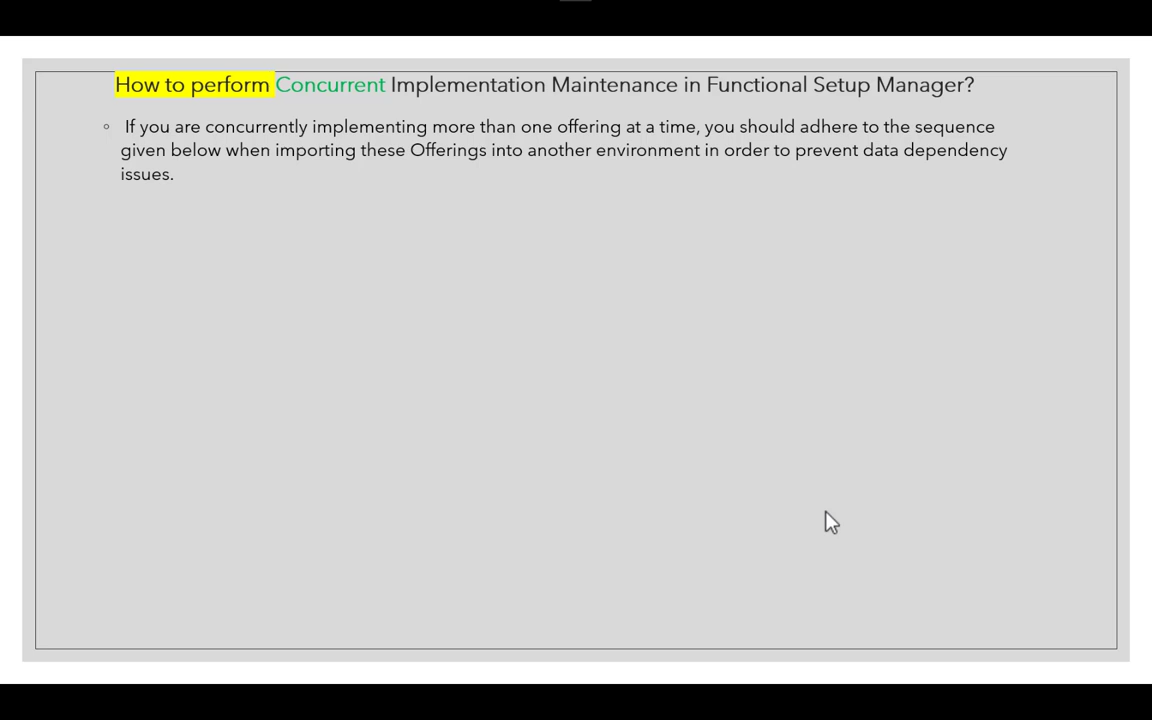 How to perform Concurrent Implementation Maintenance in Functional Setup Manager?
If you are concurrently implementing more than one offering at a time, you should adhere to the sequence
given below when importing these Offerings into another environment in order to prevent data dependency
issues.